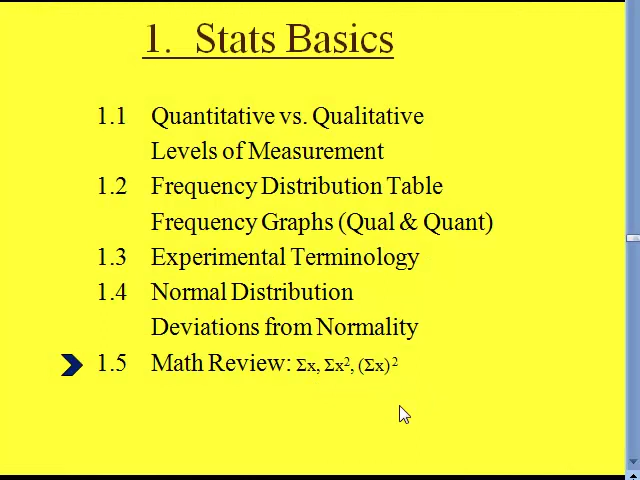 1. Stats Basics
1.1 Quantitative vs. Qualitative
Levels of Measurement
1.2 Frequency Distribution Table
Frequency Graphs (Qual & Quant)
1.3 Experimental Terminology
1.4 Normal Distribution
Deviations from Normality
1.5 Math Review: Σx, Σx², (Σx)²